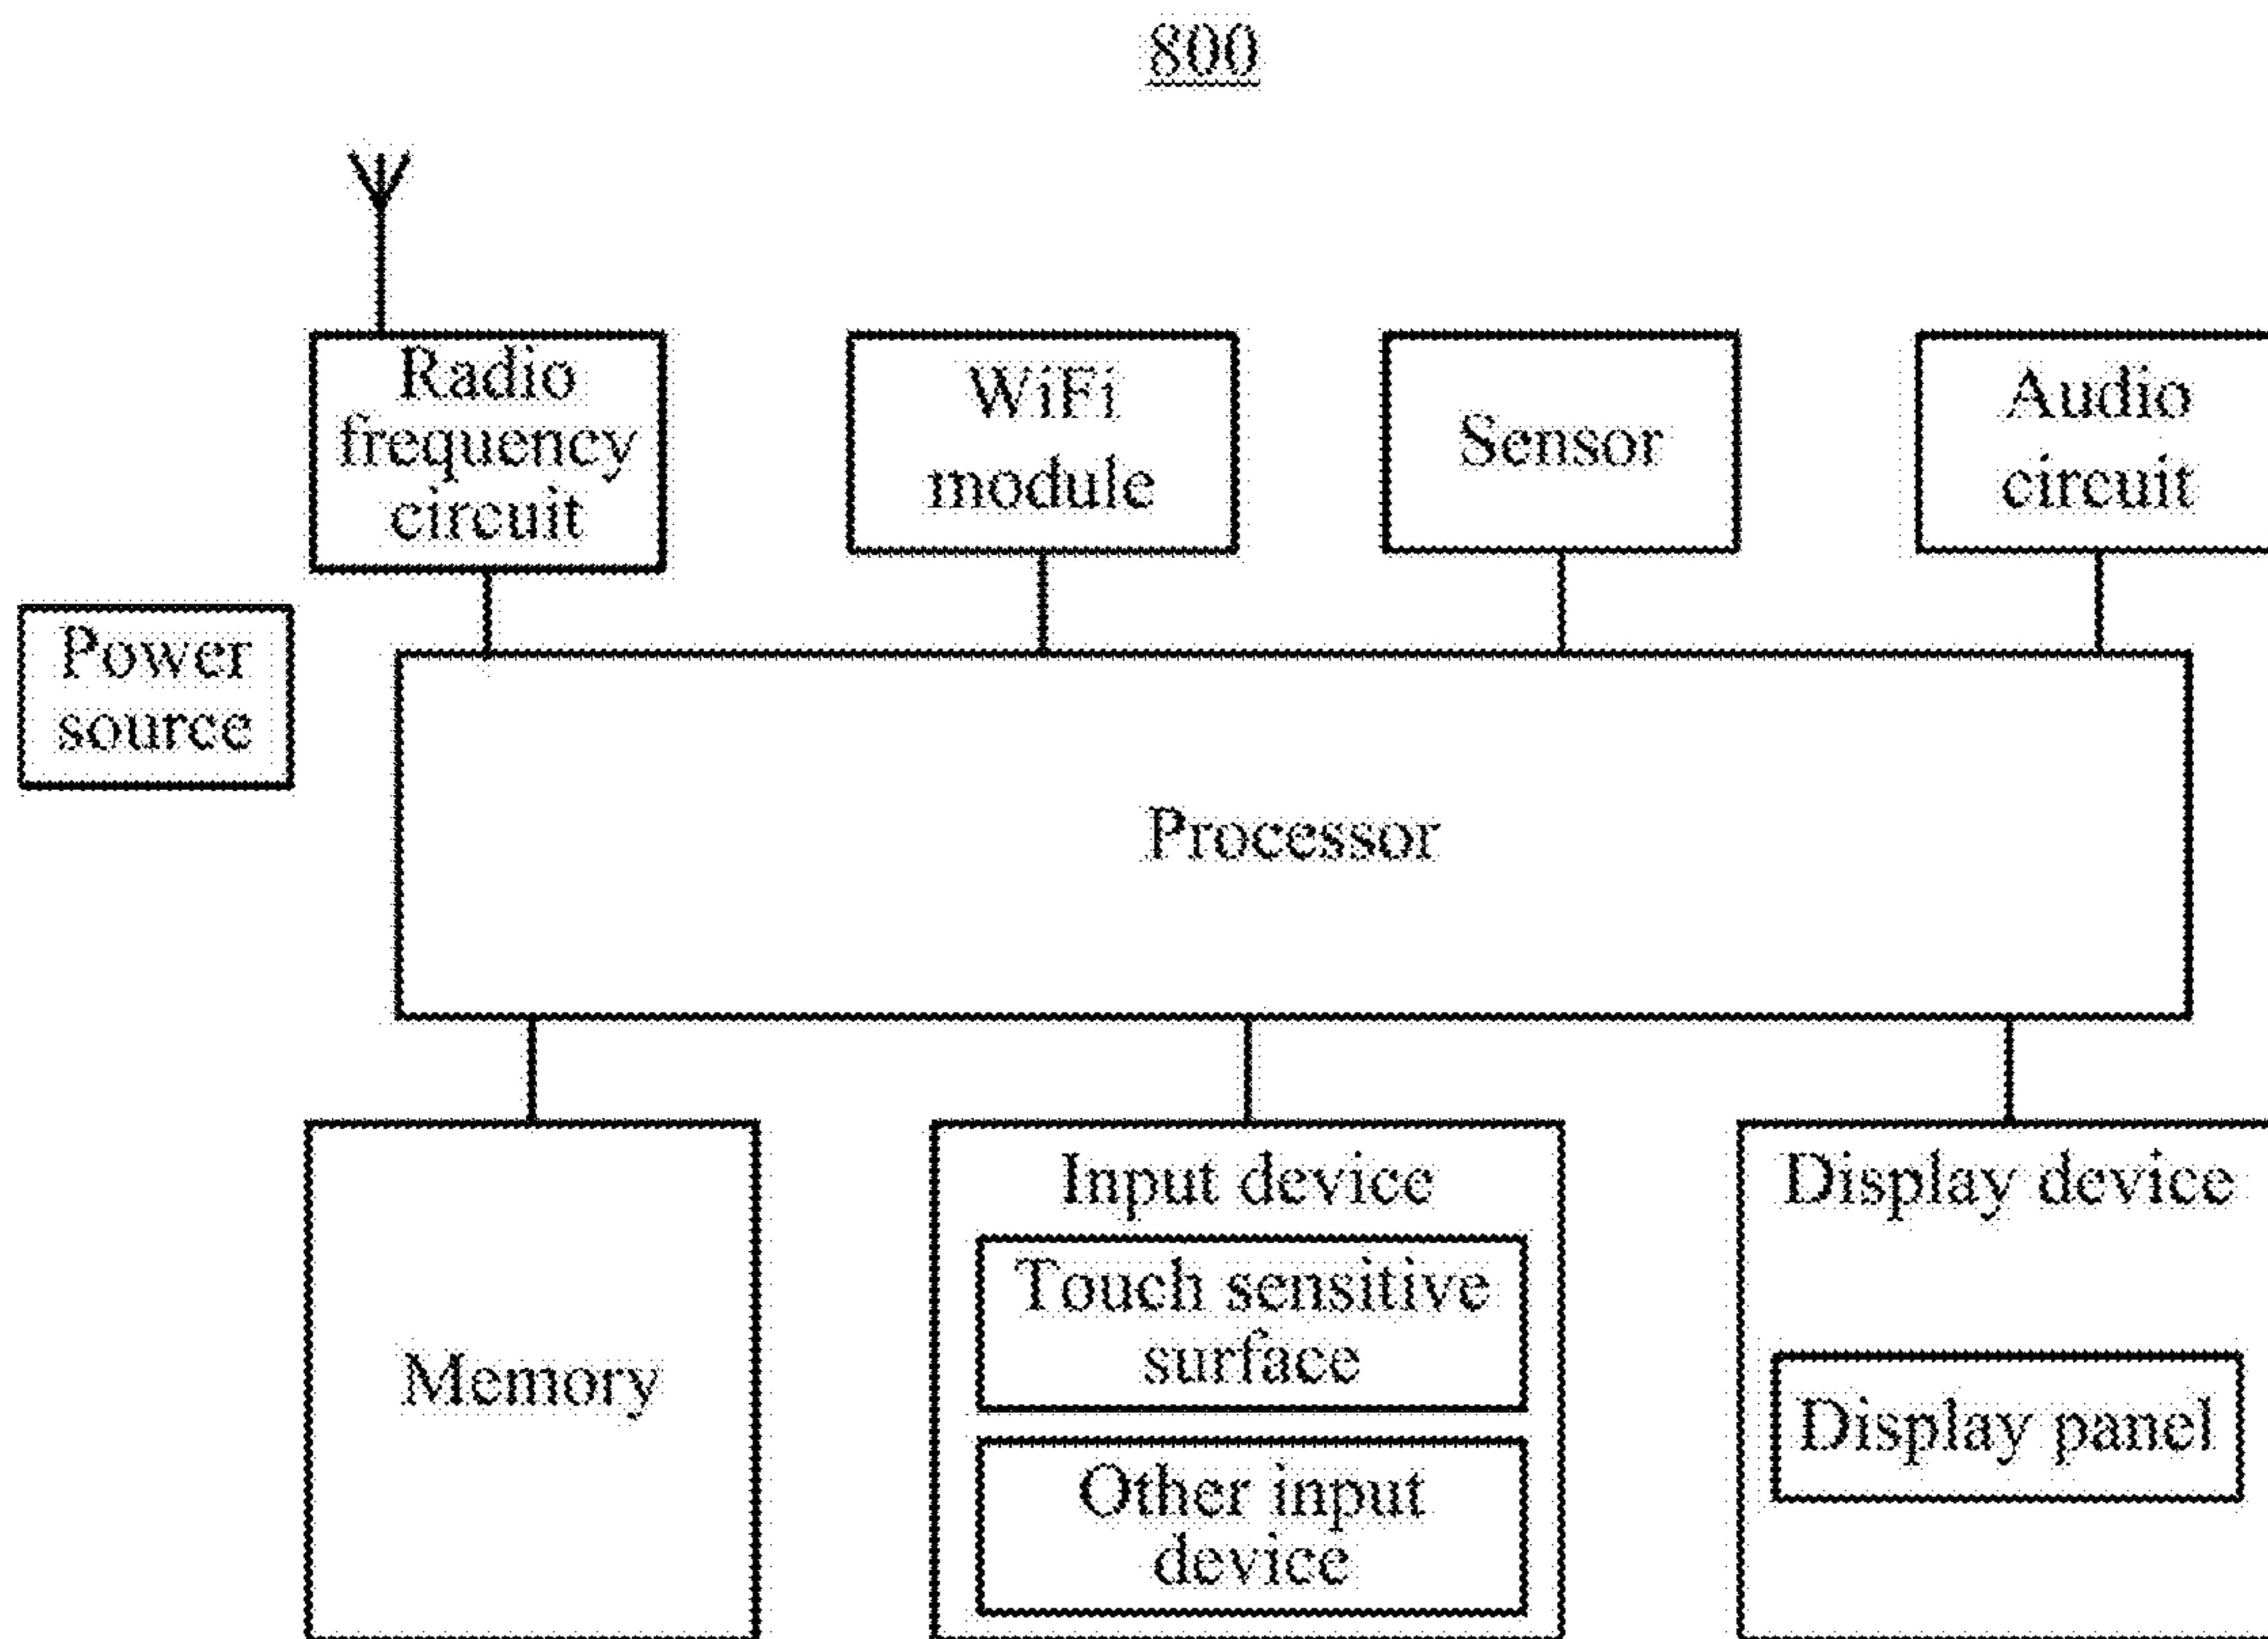 800
Radio
frequency
circuit
WiFi
module
Sensor
Audio
circuit
Power
source
Processor
Memory
Input device
Touch sensitive
surface
Other input
device
Display device
Display panel